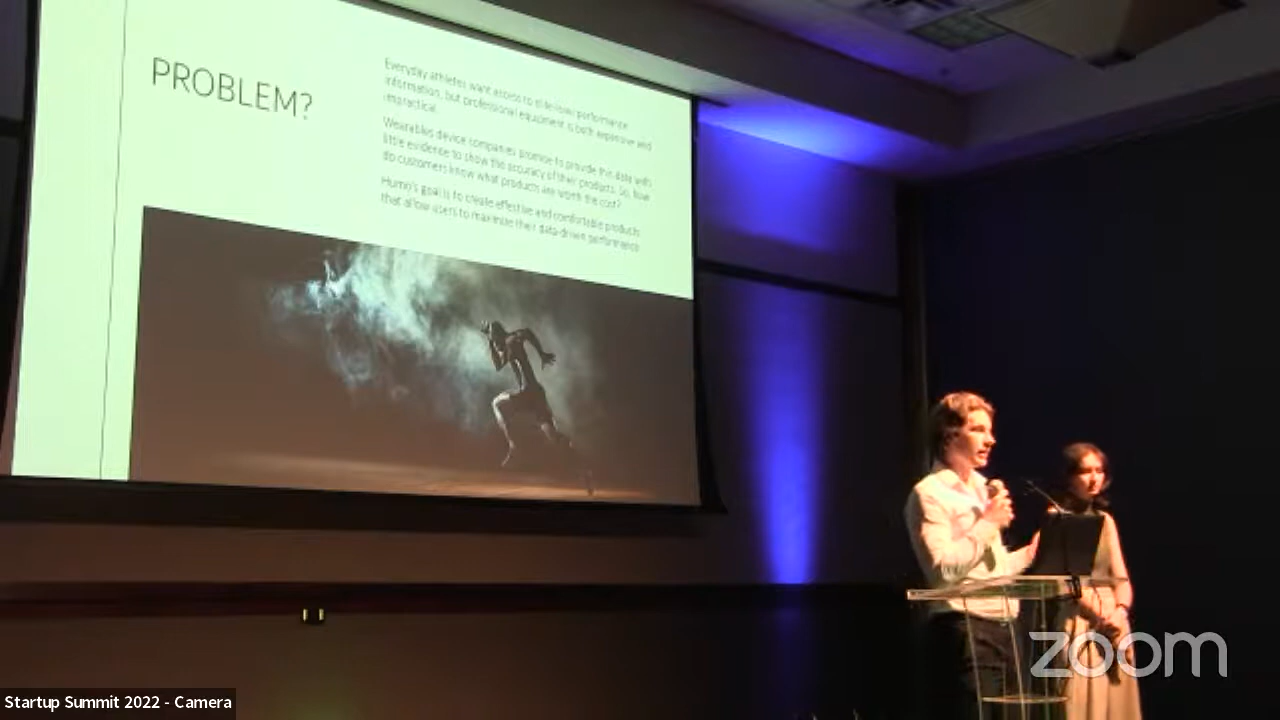 PROBLEM?
Everyday athletes want access to elite-level performance
information, but professional equipment is both expensive and
impractical.
Wearables device companies promise to provide this data with
little evidence to show the accuracy of their products. So, how
do customers know what products are worth the cost?
goal is to create effective and comfortable products
that allow users to maximize their data-driven performance
zoom
Startup Summit 2022 - Camera